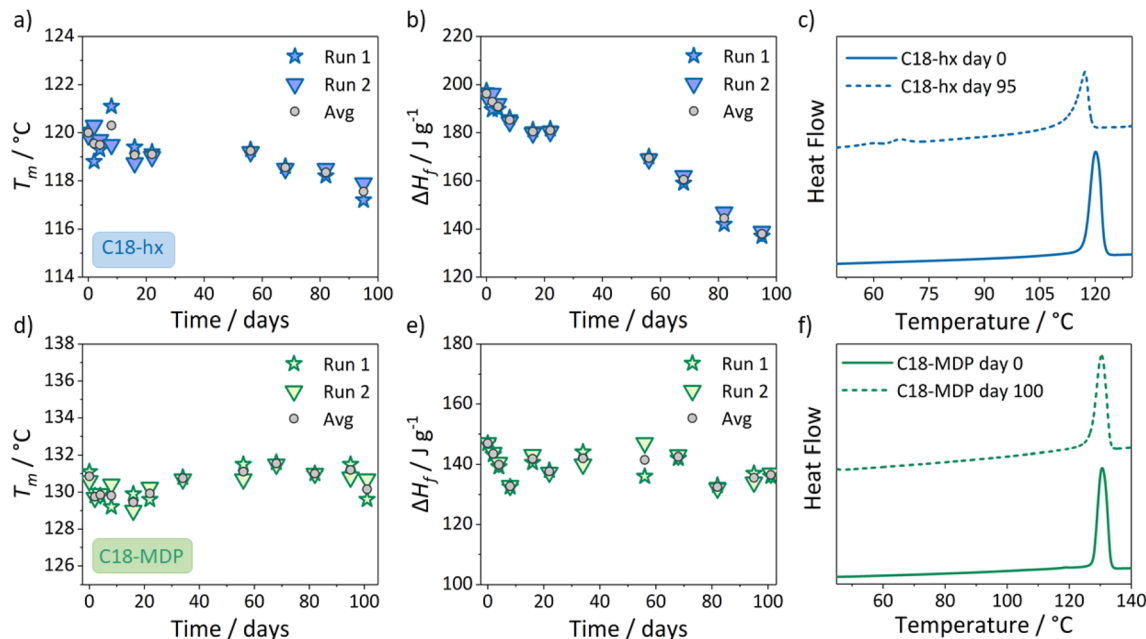 a)
124
122
120
118
116
114
Tm / °C
Run 1
Run 2
Avg
C18-hx
0 20 40 60 80 100
Time / days
b)
220
200
180
160
140
120
ΔHf / J g-1
Run 1
Run 2
Avg
0 20 40 60 80 100
Time / days
c)
Heat Flow
C18-hx day 0
C18-hx day 95
60 75 90 105 120
Temperature / °C
d)
138
136
134
132
130
128
126
Tm / °C
Run 1
Run 2
Avg
C18-MDP
0 20 40 60 80 100
Time / days
e)
180
160
140
120
100
ΔHf / J g-1
Run 1
Run 2
Avg
0 20 40 60 80 100
Time / days
f)
Heat Flow
C18-MDP day 0
C18-MDP day 100
60 80 100 120 140
Temperature / °C